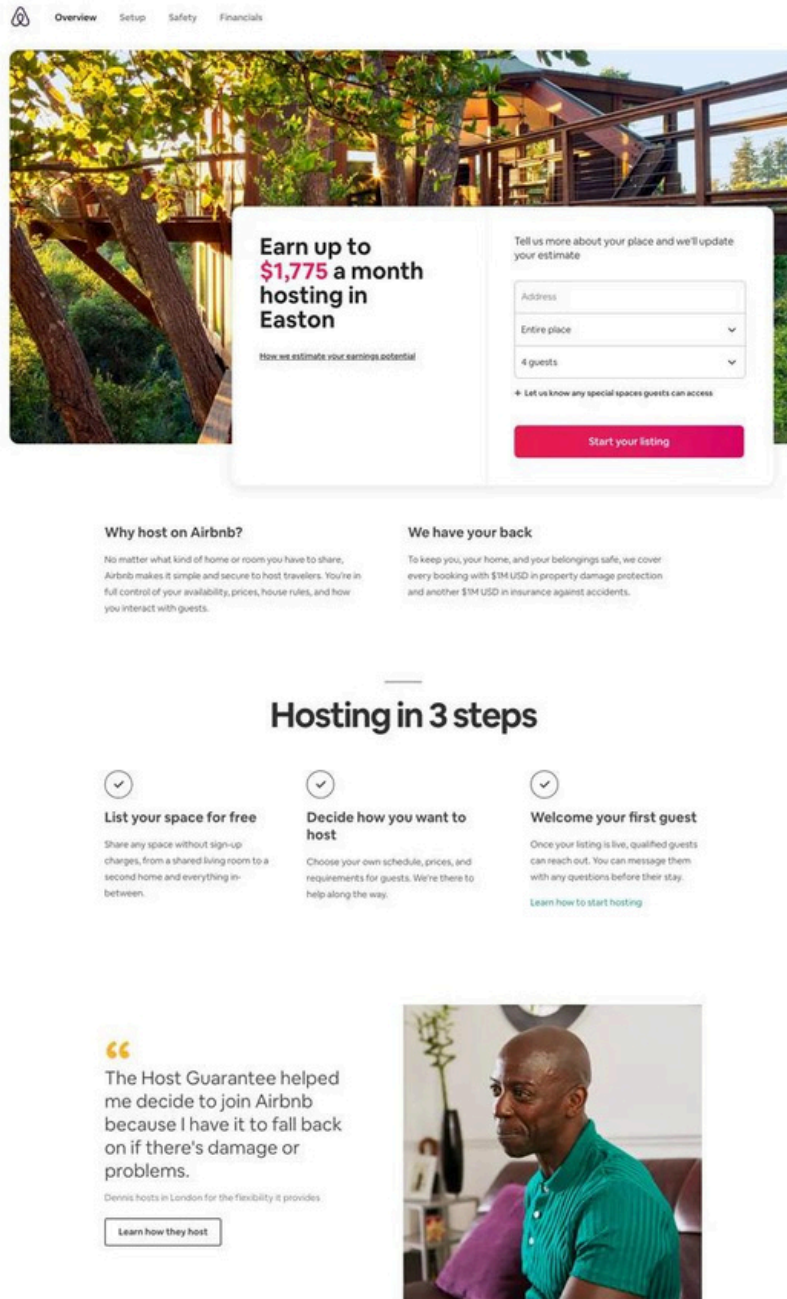 Overview Setup Safety Financials
Earn up to
$1,775 a month
hosting in
Easton
How we estimate your earnings potential
Tell us more about your place and we'll update
your estimate
Address
Entire place
4 guests
+ Let us know any special spaces guests can access
Start your listing
Why host on Airbnb?
No matter what kind of home or room you have to share,
Airbnb makes it simple and secure to host travelers. You're in
full control of your availability, prices, house rules, and how
you interact with guests.
We have your back
To keep you, your home, and your belongings safe, we cover
every booking with $1M USD in property damage protection
and another $1M USD in insurance against accidents.
Hosting in 3 steps
List your space for free
Share any space without sign-up
charges, from a shared living room to a
second home and everything in-
between.
Decide how you want to
host
Choose your own schedule, prices, and
requirements for guests. We're there to
help along the way.
Welcome your first guest
Once your listing is live, qualified guests
can reach out. You can message them
with any questions before their stay.
Learn how to start hosting
“
The Host Guarantee helped
me decide to join Airbnb
because I have it to fall back
on if there's damage or
problems.
Dennis hosts in London for the flexibility it provides
Learn how they host